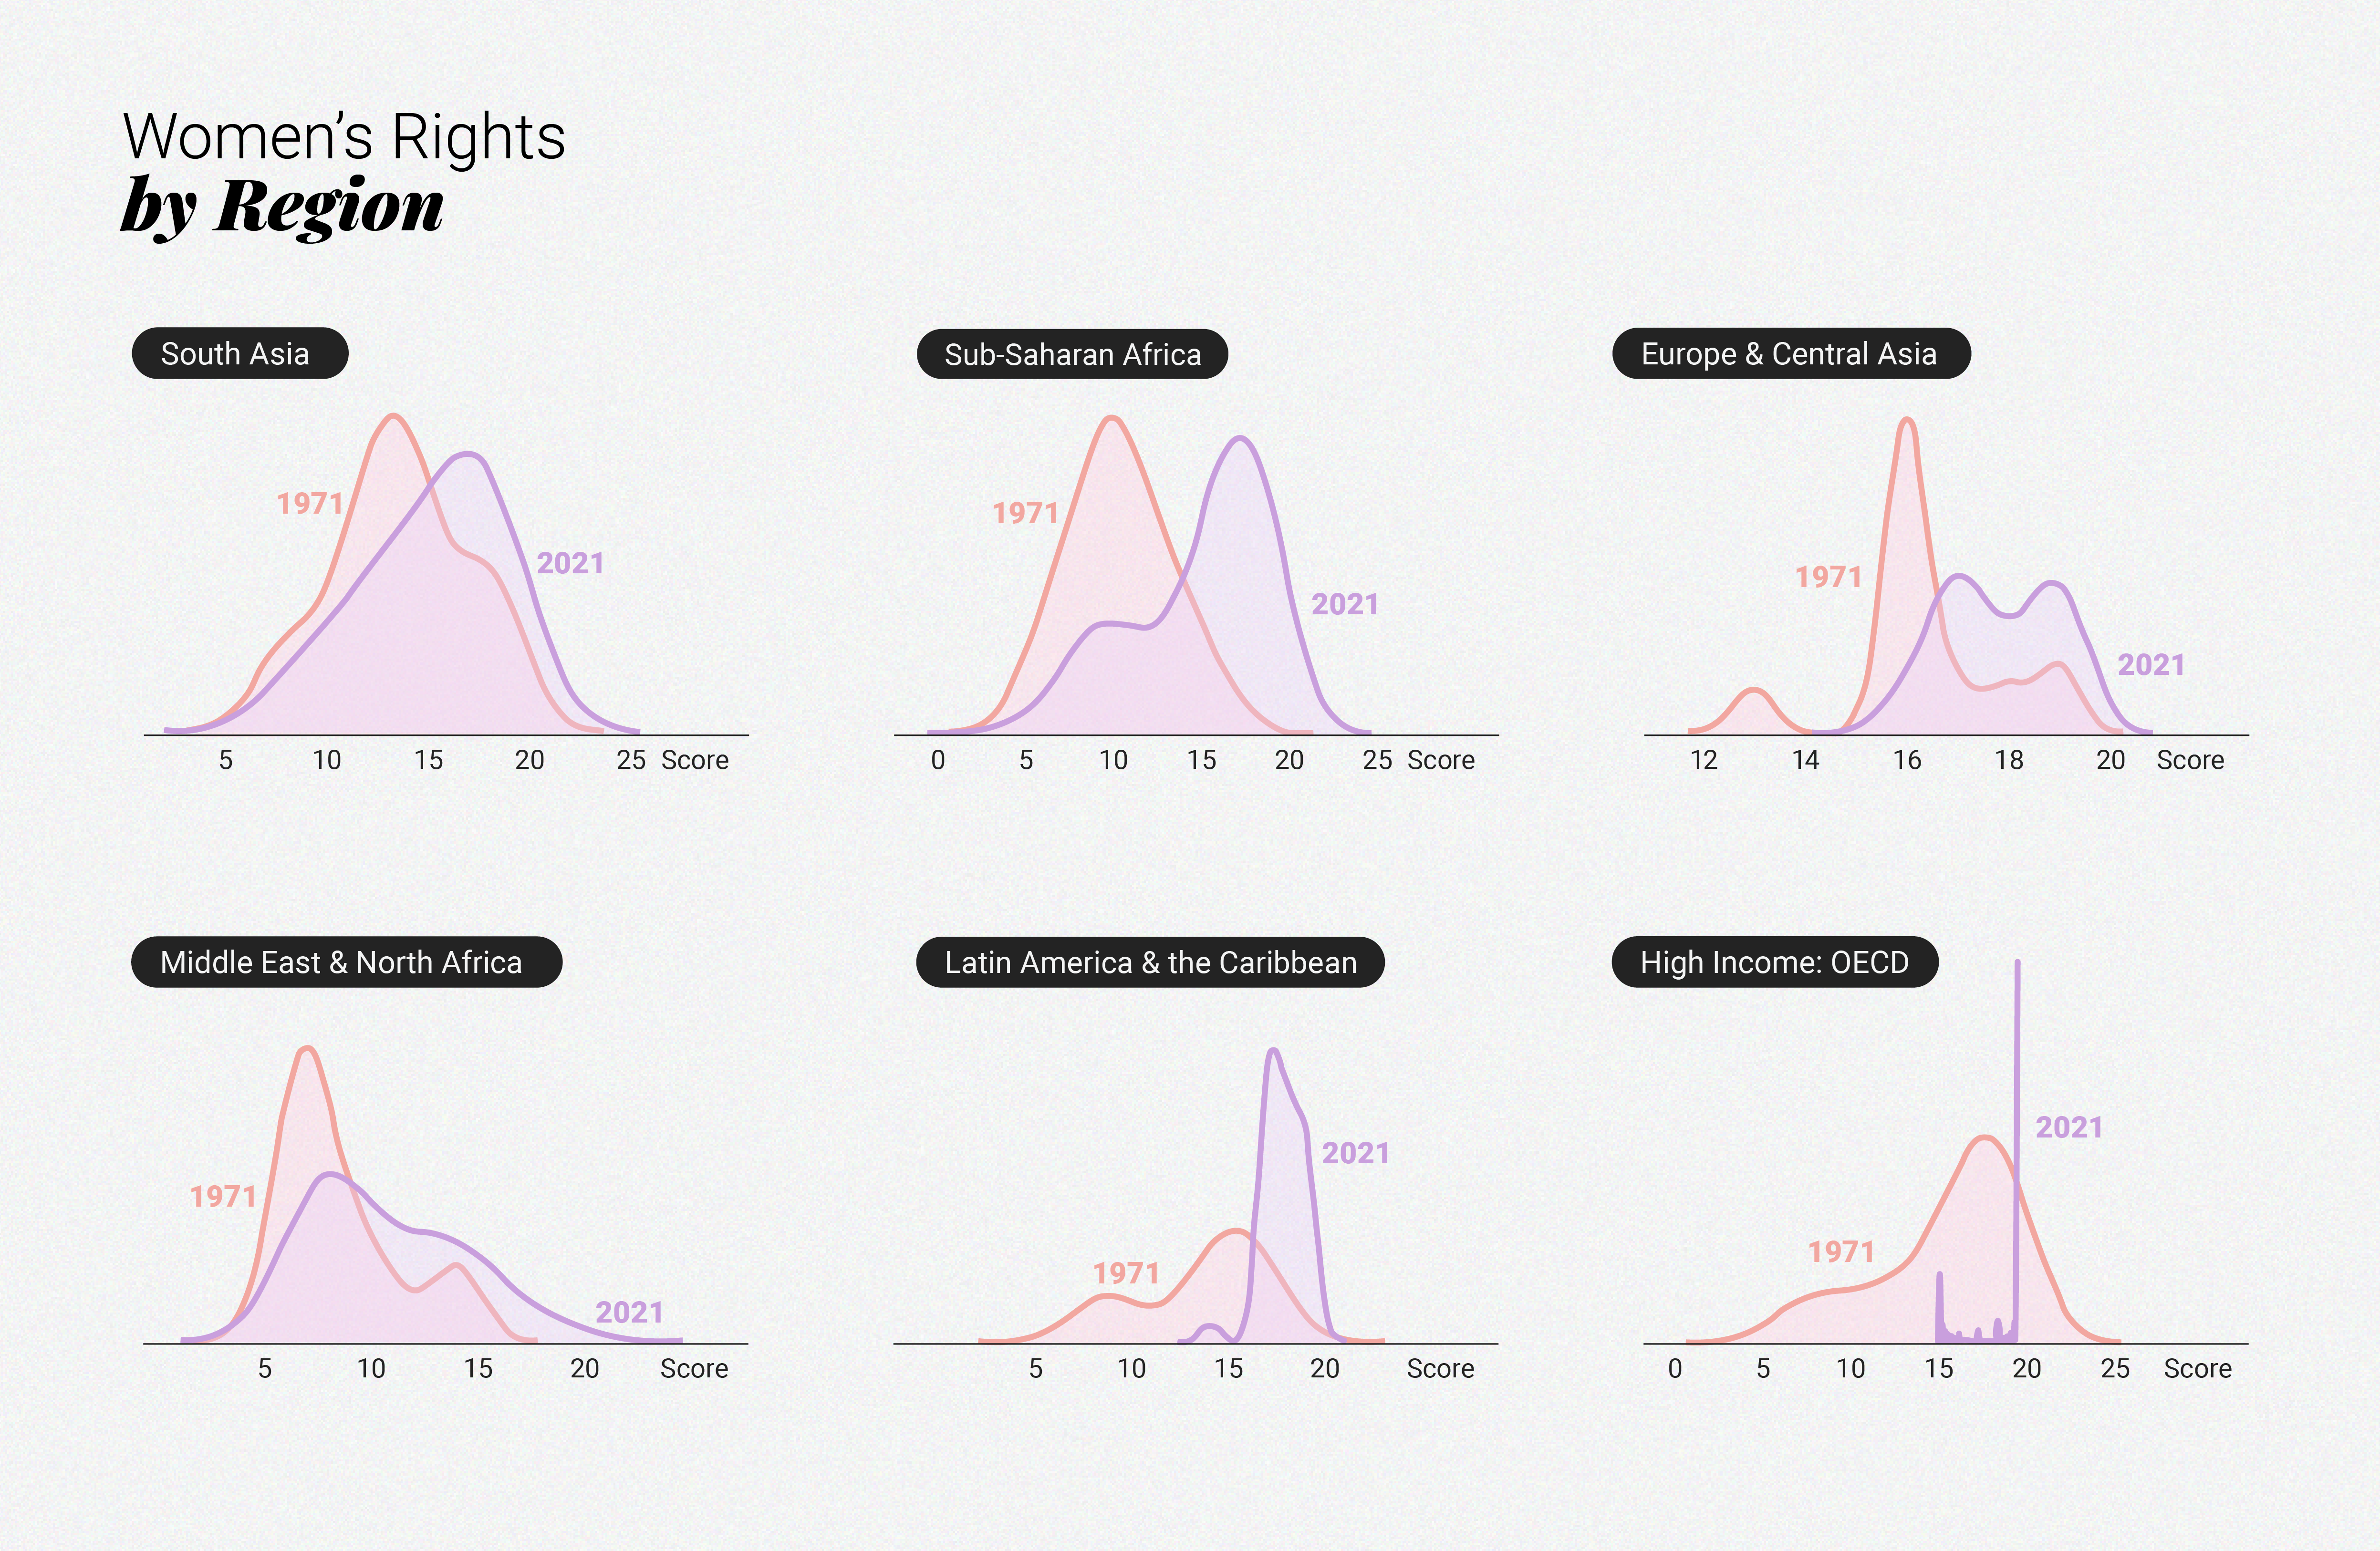 Women’s Rights
by Region
South Asia
1971
2021
5 10 15 20 25 Score
Sub-Saharan Africa
1971
2021
0 5 10 15 20 25 Score
Europe & Central Asia
1971
2021
12 14 16 18 20 Score
Middle East & North Africa
1971
2021
5 10 15 20 Score
Latin America & the Caribbean
2021
1971
5 10 15 20 Score
High Income: OECD
2021
1971
0 5 10 15 20 25 Score